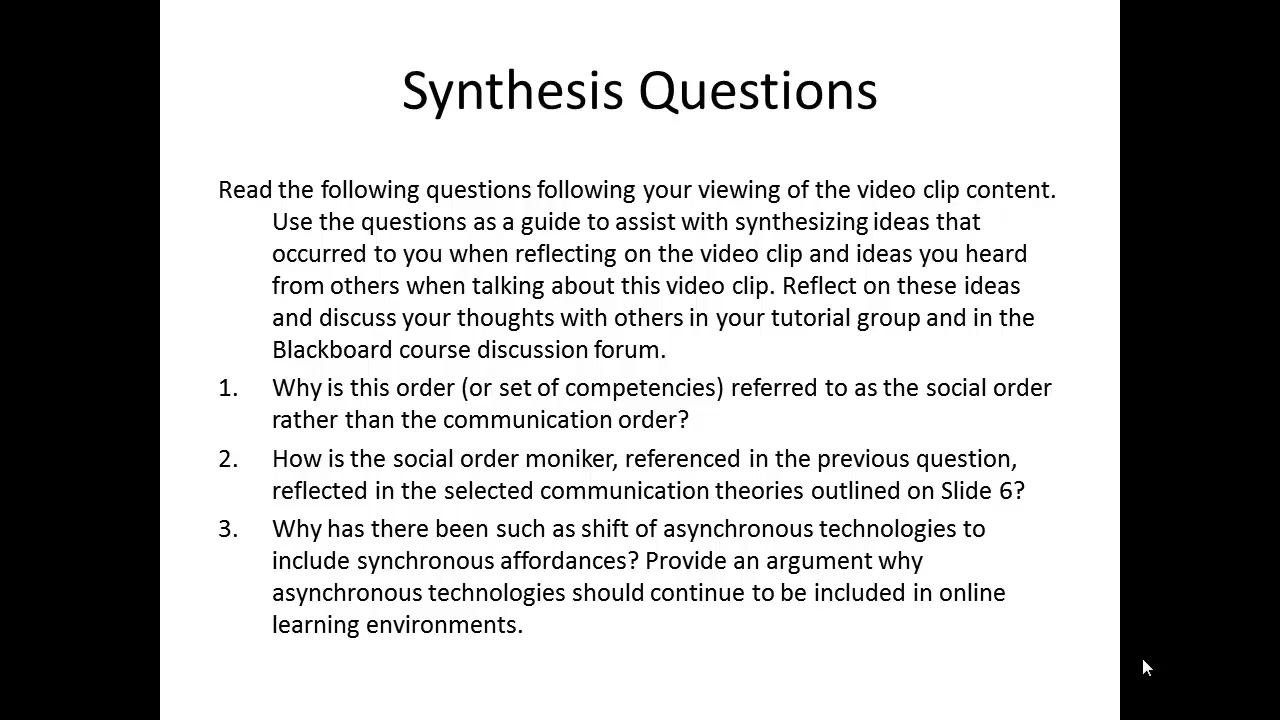 Synthesis Questions
Read the following questions following your viewing of the video clip content.
Use the questions as a guide to assist with synthesizing ideas that
occurred to you when reflecting on the video clip and ideas you heard
from others when talking about this video clip. Reflect on these ideas
and discuss your thoughts with others in your tutorial group and in the
Blackboard course discussion forum.
1. Why is this order (or set of competencies) referred to as the social order
rather than the communication order?
2. How is the social order moniker, referenced in the previous question,
reflected in the selected communication theories outlined on Slide 6?
3. Why has there been such as shift of asynchronous technologies to
include synchronous affordances? Provide an argument why
asynchronous technologies should continue to be included in online
learning environments.